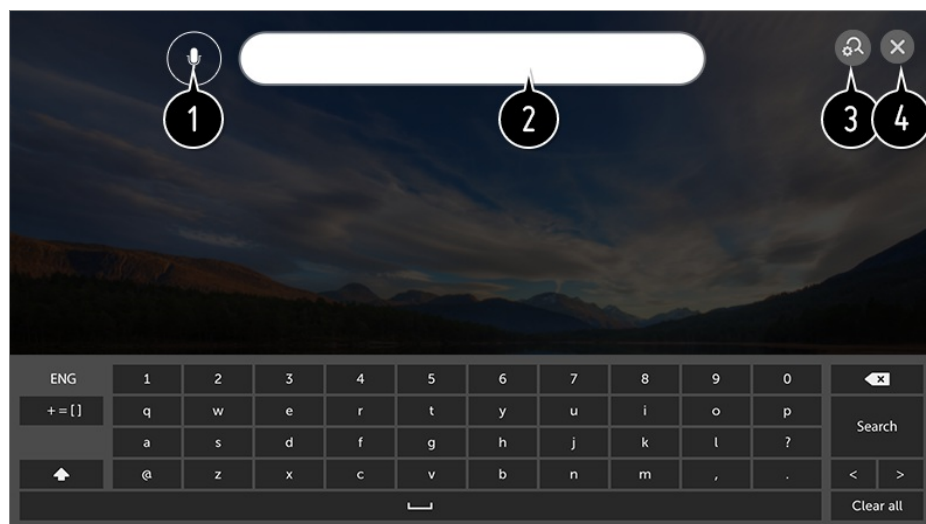 1 2 3 4
ENG 1 2 3 4 5 6 7 8 9 0
+ = [ ] q w e r t y u i o p
a s d f g h j k l ? Search
@ z x c v b n m , . < >
Clear all